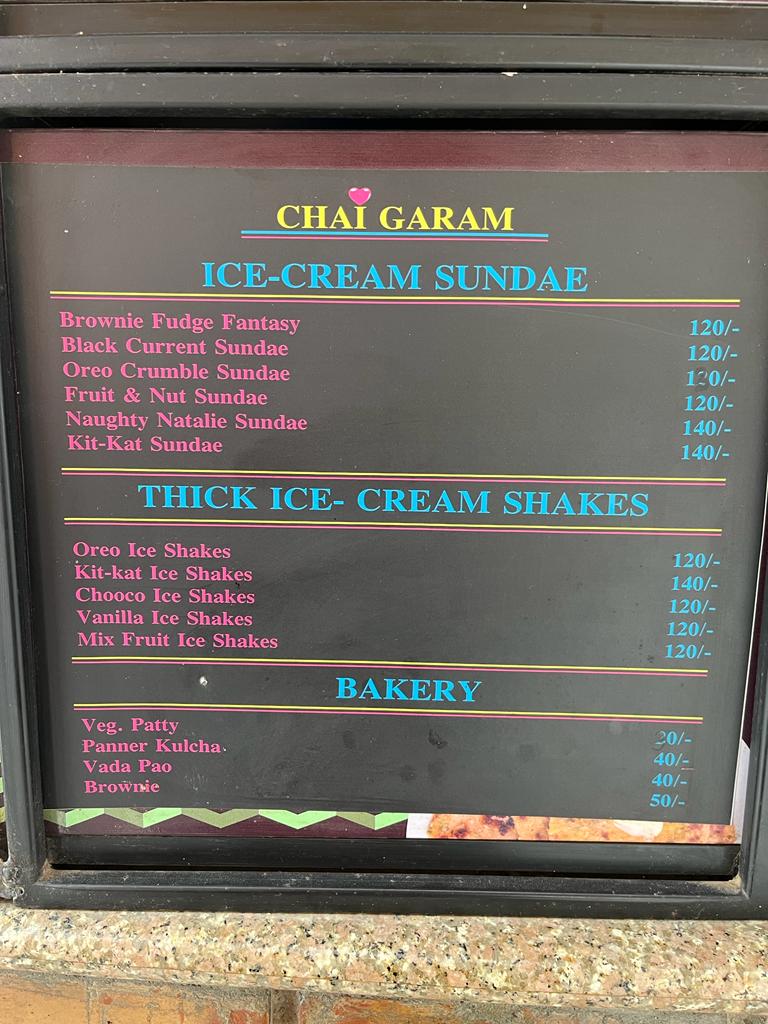 CHAI GARAM
ICE-CREAM SUNDAE
Brownie Fudge Fantasy 120/-
Black Current Sundae 120/-
Oreo Crumble Sundae 120/-
Fruit & Nut Sundae 120/-
Naughty Natalie Sundae 140/-
Kit-Kat Sundae 140/-
THICK ICE- CREAM SHAKES
Oreo Ice Shakes 120/-
Kit-kat Ice Shakes 140/-
Chooco Ice Shakes 120/-
Vanilla Ice Shakes 120/-
Mix Fruit Ice Shakes 120/-
BAKERY
Veg. Patty
Panner Kulcha 40/-
Vada Pao 40/-
Brownie 50/-